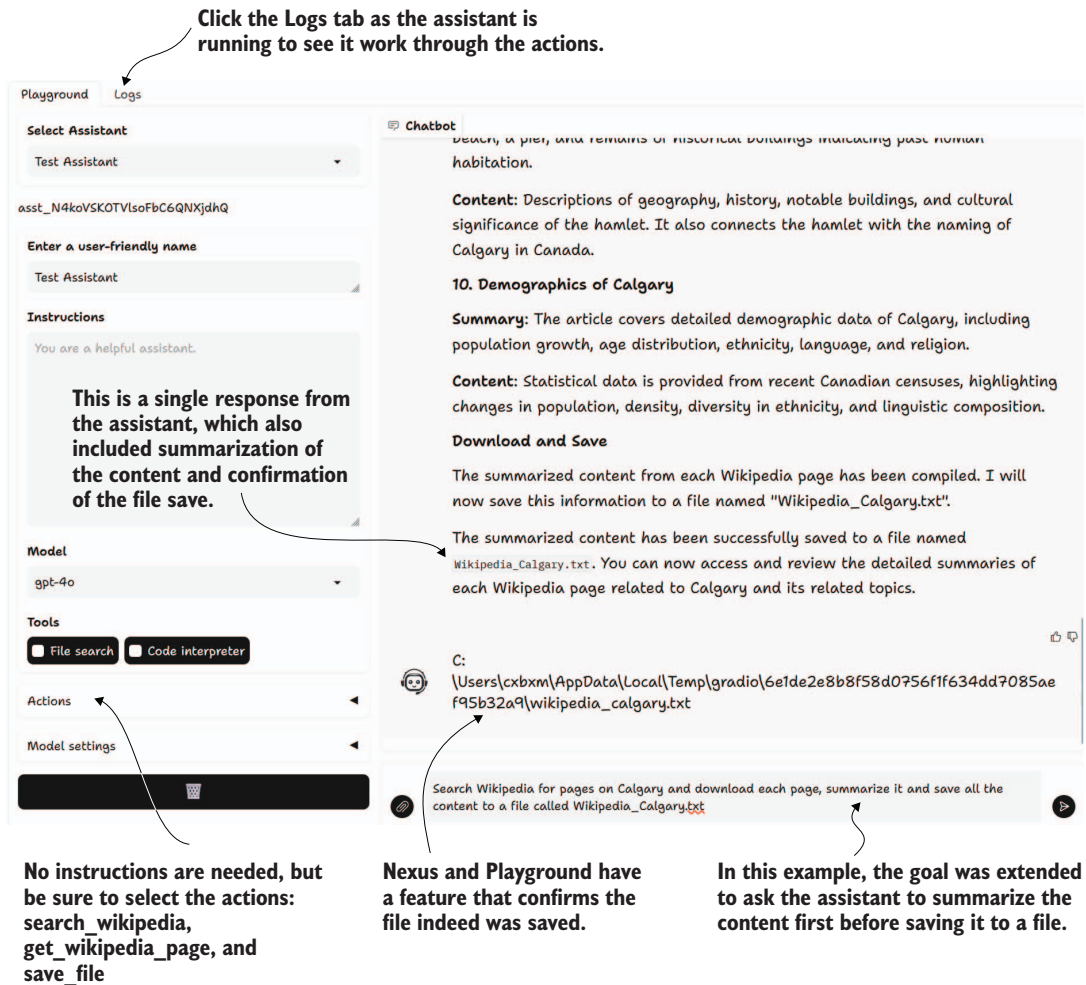 Click the Logs tab as the assistant is
running to see it work through the actions.
Playground Logs
Select Assistant
Test Assistant
asst_N4koVSKOTVlsoFbC6QNXjdhQ
Enter a user-friendly name
Test Assistant
Instructions
You are a helpful assistant.
This is a single response from
the assistant, which also
included summarization of
the content and confirmation
of the file save.
Model
gpt-4o
Tools
File search Code interpreter
Actions
Model settings
Chatbot
beach, a pier, and remains of historical buildings indicating past human
habitation.
Content: Descriptions of geography, history, notable buildings, and cultural
significance of the hamlet. It also connects the hamlet with the naming of
Calgary in Canada.
10. Demographics of Calgary
Summary: The article covers detailed demographic data of Calgary, including
population growth, age distribution, ethnicity, language, and religion.
Content: Statistical data is provided from recent Canadian censuses, highlighting
changes in population, density, diversity in ethnicity, and linguistic composition.
Download and Save
The summarized content from each Wikipedia page has been compiled. I will
now save this information to a file named "Wikipedia_Calgary.txt".
The summarized content has been successfully saved to a file named
Wikipedia_Calgary.txt. You can now access and review the detailed summaries of
each Wikipedia page related to Calgary and its related topics.
C:
\Users\cxbxm\AppData\Local\Temp\gradio\6e1de2e8b8f58d0756f1f634dd7085ae
f95b32a9\wikipedia_calgary.txt
Search Wikipedia for pages on Calgary and download each page, summarize it and save all the
content to a file called Wikipedia_Calgary.txt
No instructions are needed, but
be sure to select the actions:
search_wikipedia,
get_wikipedia_page, and
save_file
Nexus and Playground have
a feature that confirms the
file indeed was saved.
In this example, the goal was extended
to ask the assistant to summarize the
content first before saving it to a file.